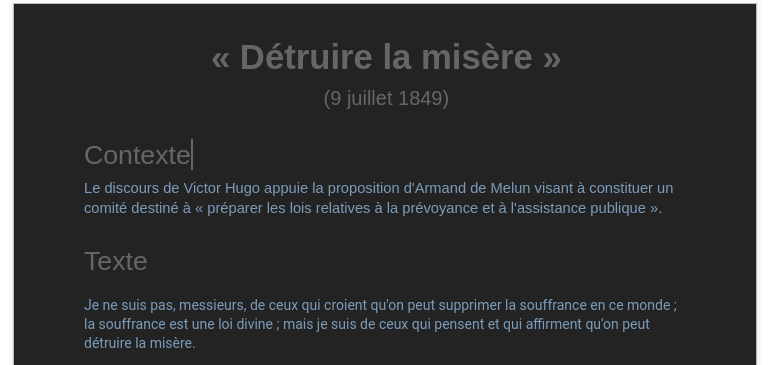 « Détruire la misère »
(9 juillet 1849)
Contexte
Le discours de Victor Hugo appuie la proposition d'Armand de Melun visant à constituer un
comité destiné à « préparer les lois relatives à la prévoyance et à l'assistance publique ».
Texte
Je ne suis pas, messieurs, de ceux qui croient qu'on peut supprimer la souffrance en ce monde ;
la souffrance est une loi divine ; mais je suis de ceux qui pensent et qui affirment qu'on peut
détruire la misère.